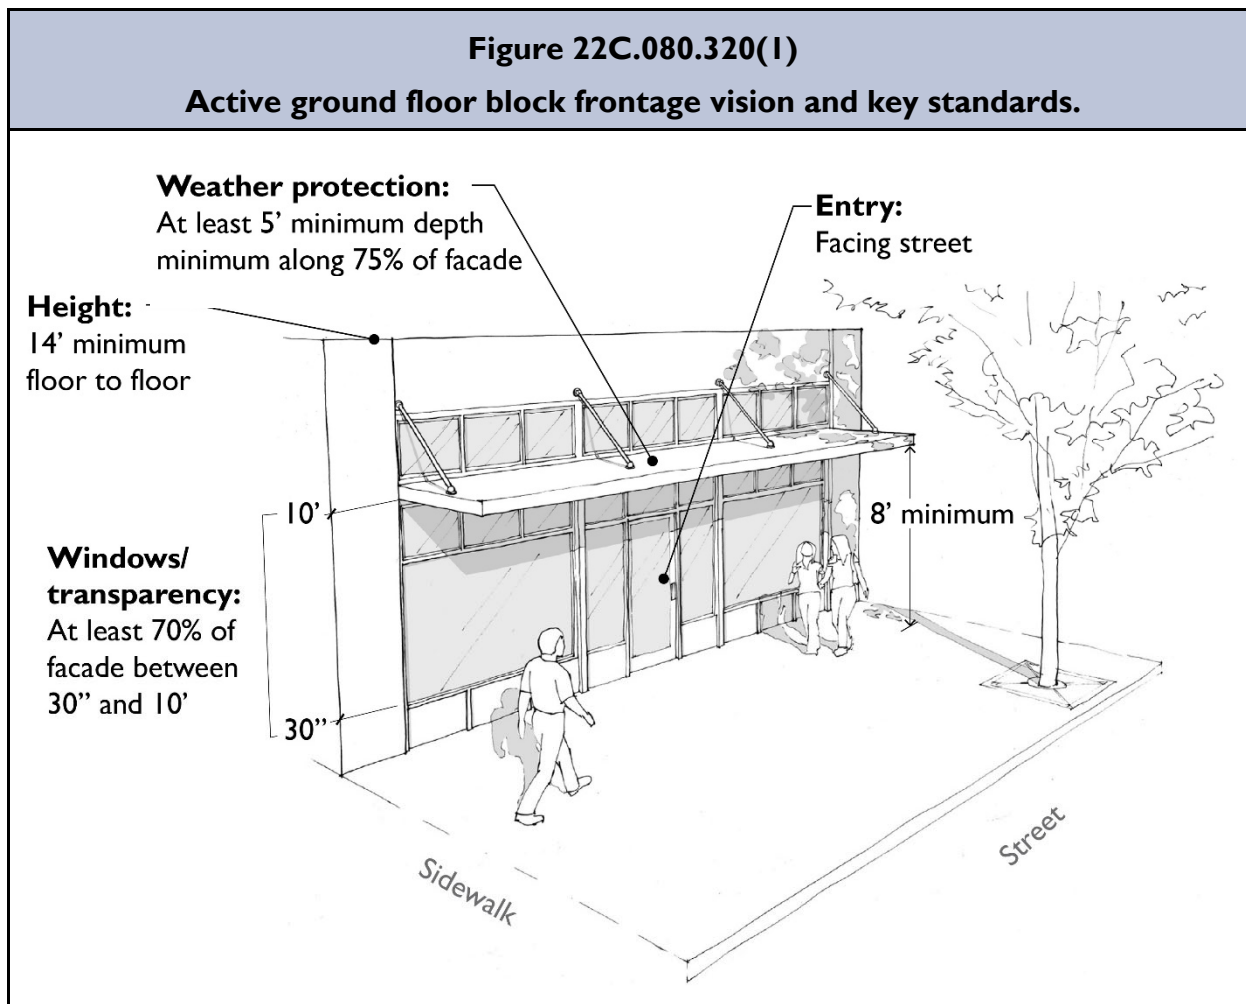 Figure 22C.080.320(1)
Active ground floor block frontage vision and key standards.
Weather protection:
At least 5’ minimum depth
minimum along 75% of facade
Entry:
Facing street
Height:
14’ minimum
floor to floor
10’
8’ minimum
Windows/
transparency:
At least 70% of
facade between
30” and 10’
30”
Sidewalk
Street